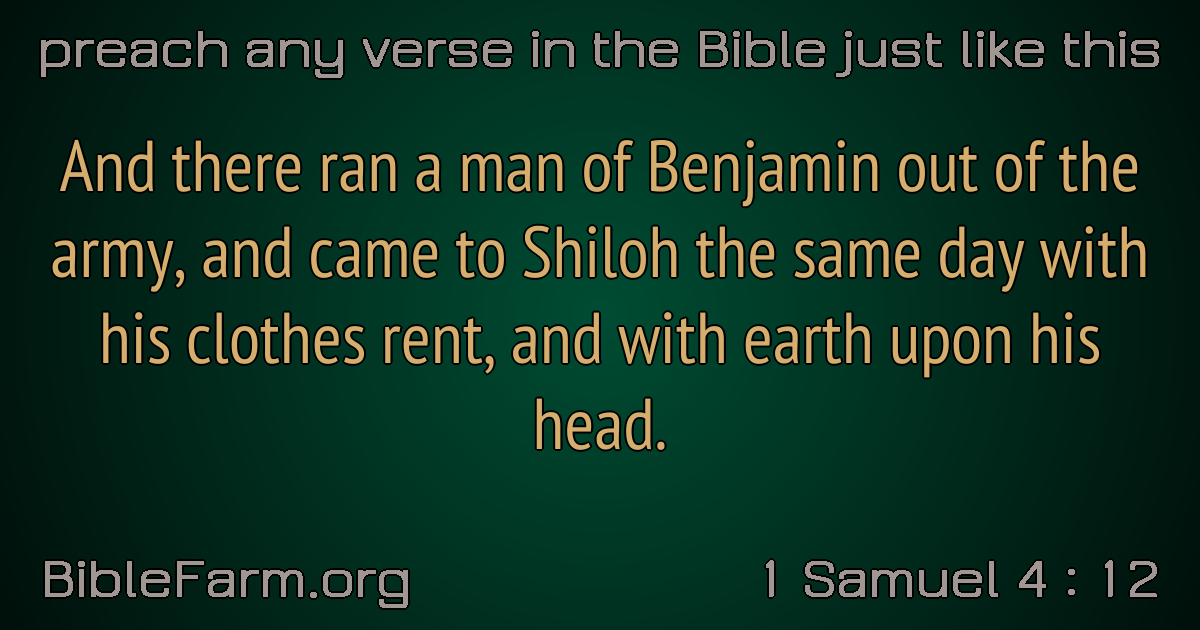 preach any verse in the Bible just like this
And there ran a man of Benjamin out of the
army, and came to Shiloh the same day with
his clothes rent, and with earth upon his
head.
BibleFarm.org
1 Samuel 4 : 12